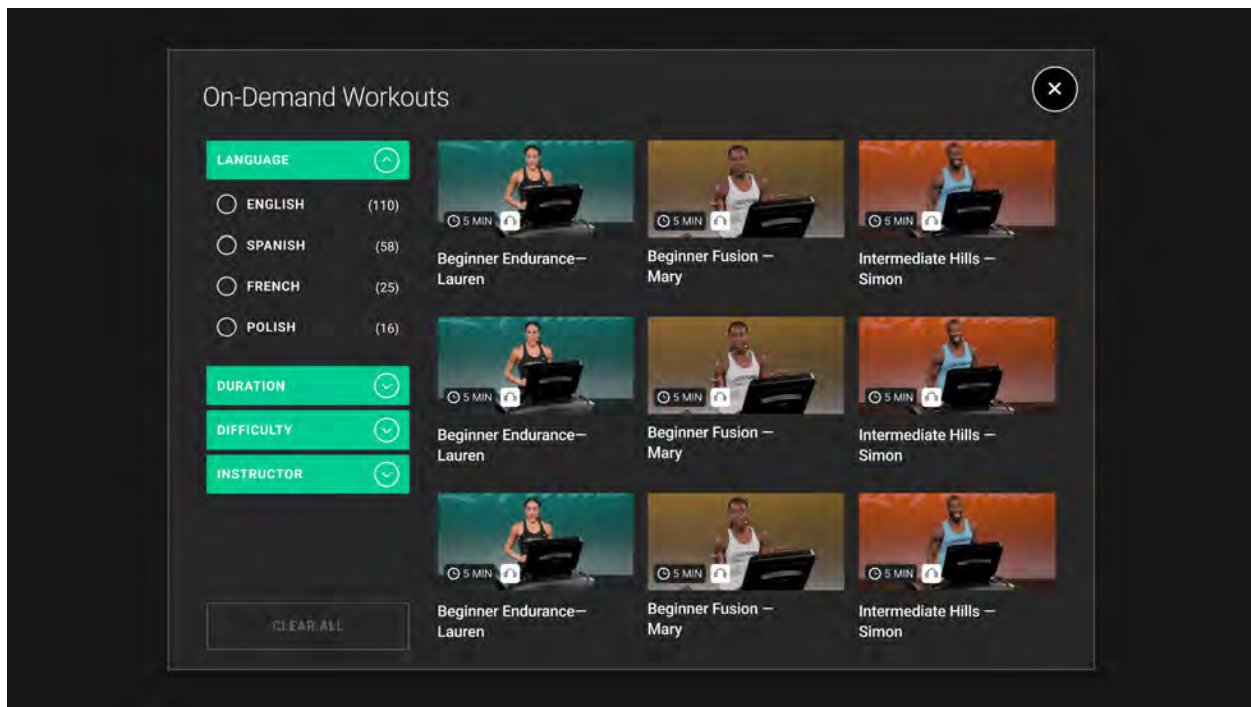 On-Demand Workouts
LANGUAGE
ENGLISH (110)
SPANISH (58)
FRENCH (25)
POLISH (16)
DURATION
DIFFICULTY
INSTRUCTOR
CLEAR ALL
5 MIN
Beginner Endurance—
Lauren
5 MIN
Beginner Fusion —
Mary
5 MIN
Intermediate Hills —
Simon
5 MIN
Beginner Endurance—
Lauren
5 MIN
Beginner Fusion —
Mary
5 MIN
Intermediate Hills —
Simon
5 MIN
Beginner Endurance—
Lauren
5 MIN
Beginner Fusion —
Mary
5 MIN
Intermediate Hills —
Simon